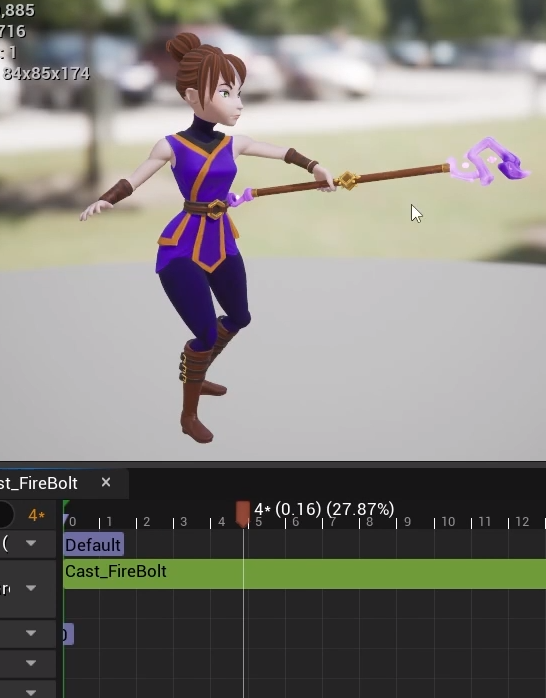 ,885
716
: 1
84x85x174
st_FireBolt ×
4* 4* (0.16) (27.87%)
0 1 2 3 4 5 6 7 8 9 10 11 12
( Default
Cast_FireBolt